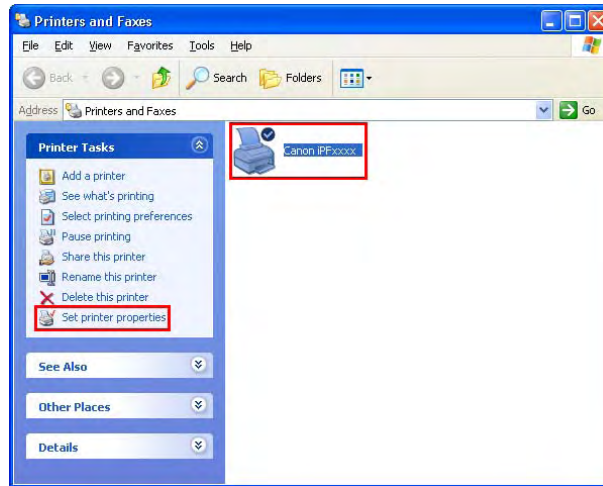 Printers and Faxes
File Edit View Favorites Tools Help
Back Search Folders
Address Printers and Faxes Go
Printer Tasks
Canon iPFxxxx
Add a printer
See what's printing
Select printing preferences
Pause printing
Share this printer
Rename this printer
Delete this printer
Set printer properties
See Also
Other Places
Details